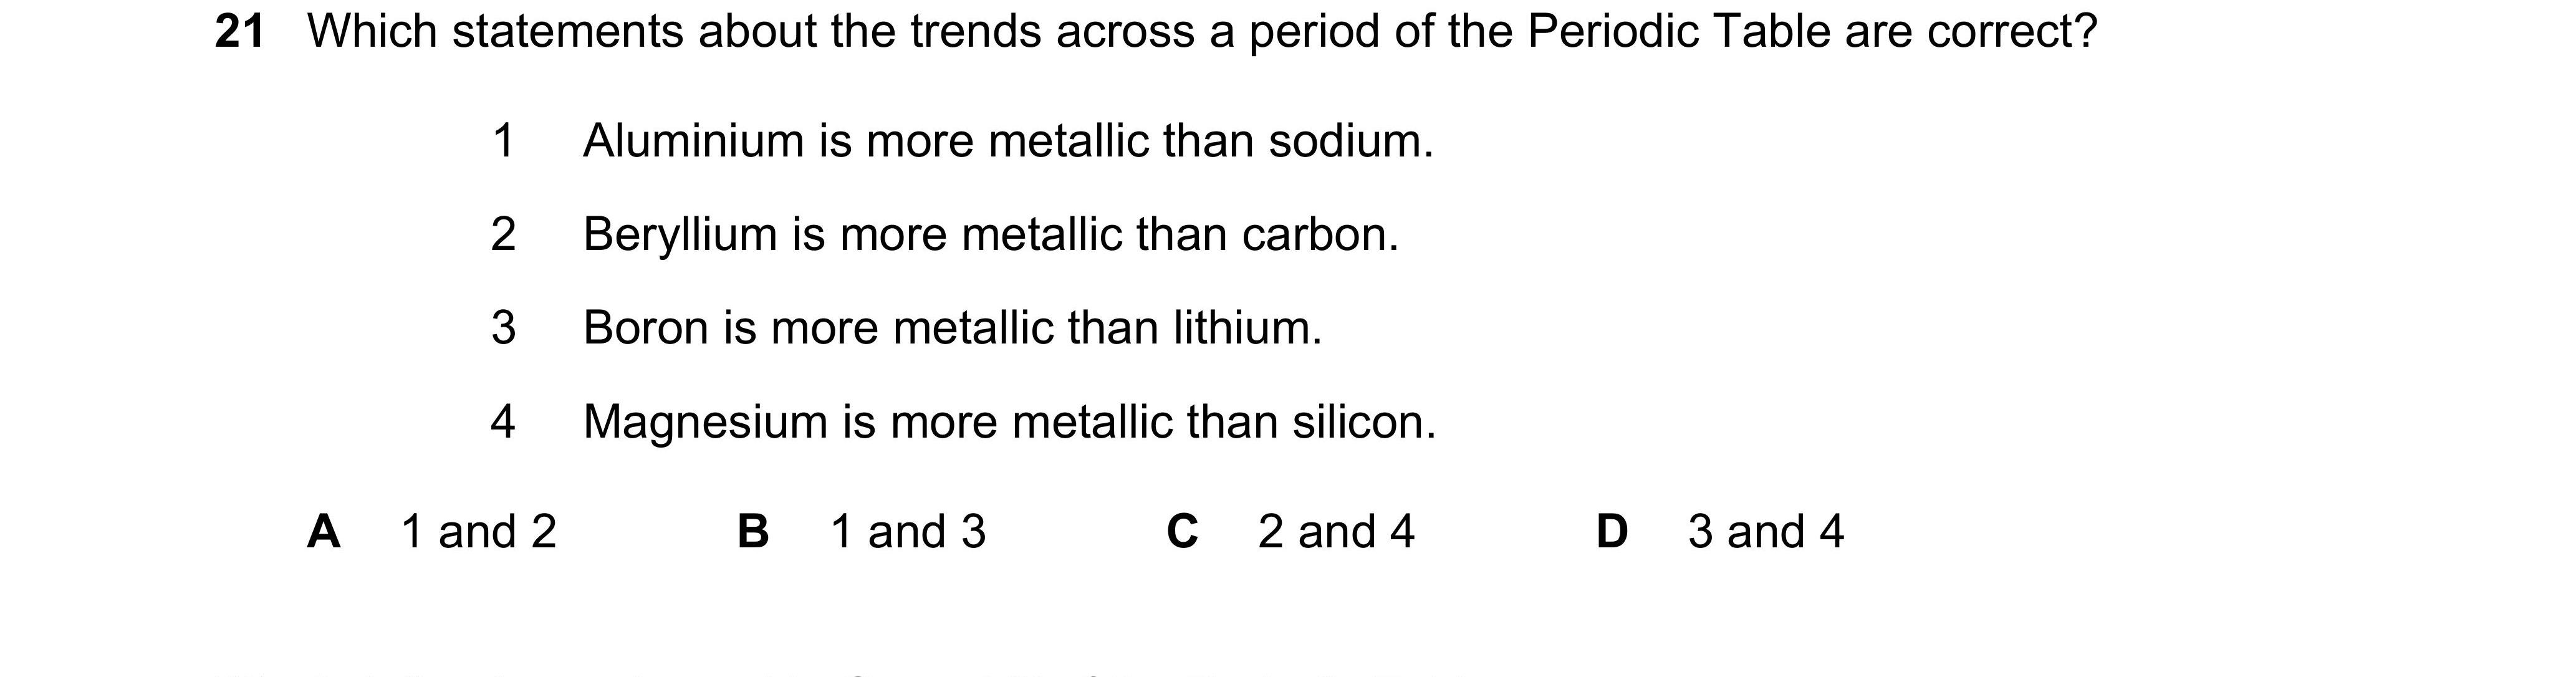 21 Which statements about the trends across a period of the Periodic Table are correct?
1 Aluminium is more metallic than sodium.
2 Beryllium is more metallic than carbon.
3 Boron is more metallic than lithium.
4 Magnesium is more metallic than silicon.
A 1 and 2 B 1 and 3 C 2 and 4 D 3 and 4